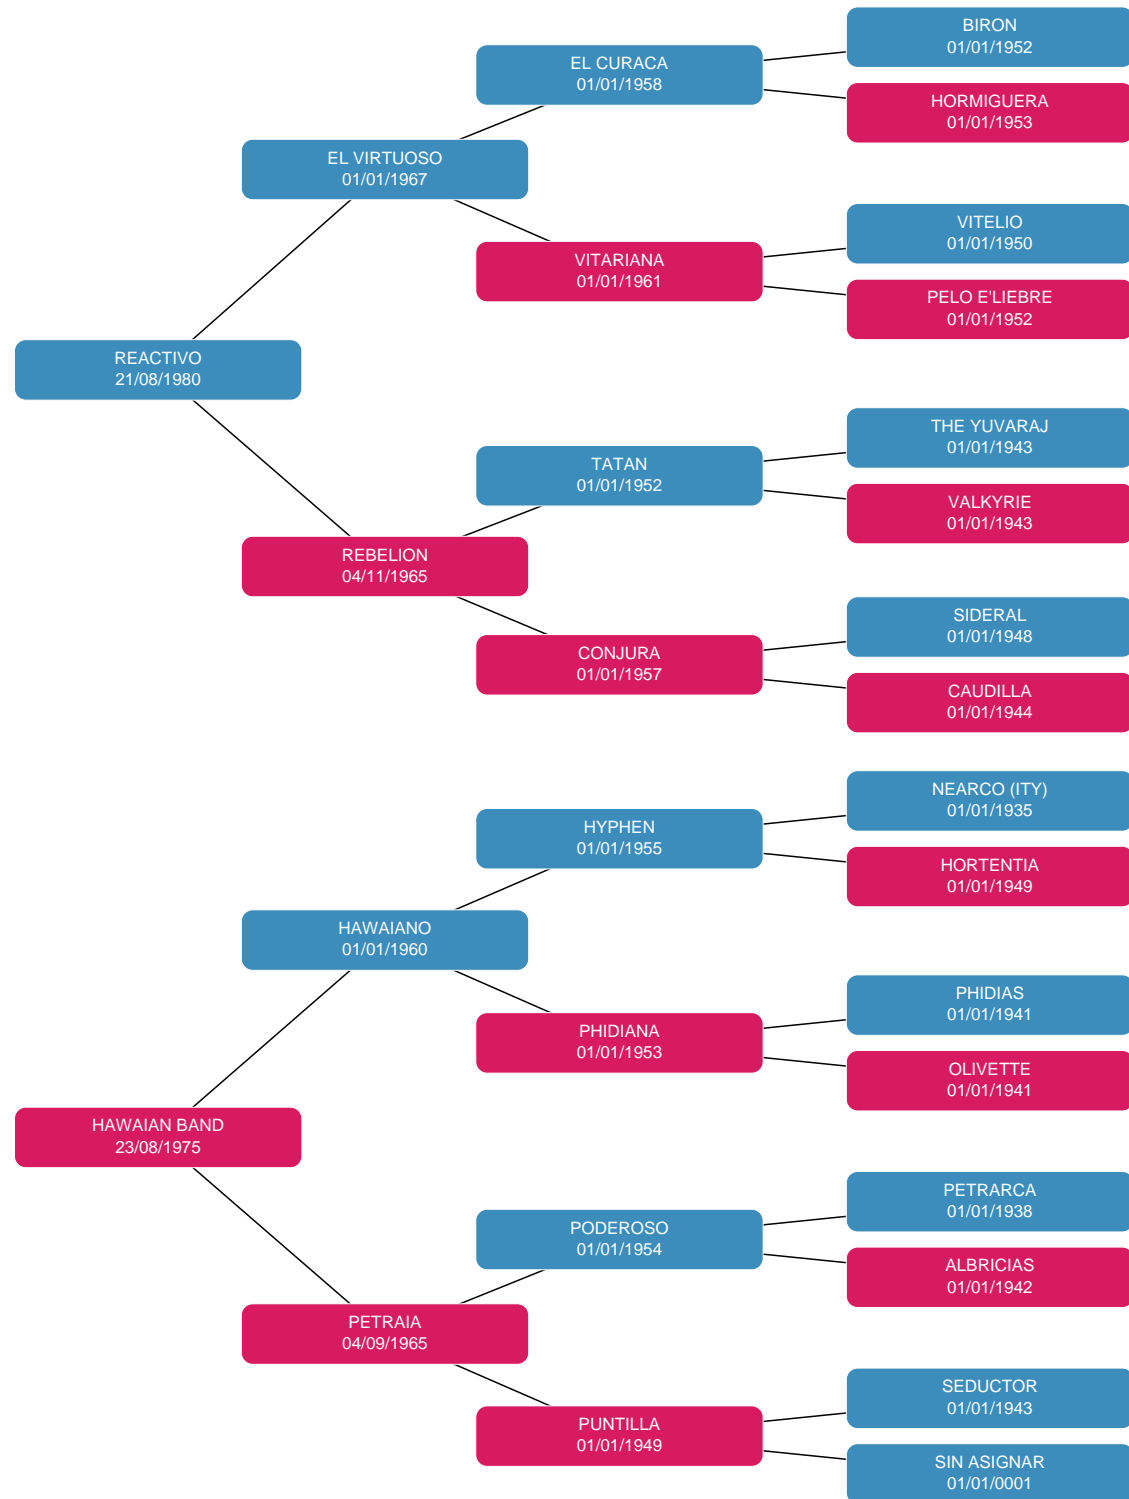 BIRON
01/01/1952
EL CURACA
01/01/1958
HORMIGUERA
01/01/1953
EL VIRTUOSO
01/01/1967
VITELIO
01/01/1950
VITARIANA
01/01/1961
PELO E'LIEBRE
01/01/1952
REACTIVO
21/08/1980
THE YUVARAJ
01/01/1943
TATAN
01/01/1952
VALKYRIE
01/01/1943
REBELION
04/11/1965
SIDERAL
01/01/1948
CONJURA
01/01/1957
CAUDILLA
01/01/1944
NEARCO (ITY)
01/01/1935
HYPHEN
01/01/1955
HORTENTIA
01/01/1949
HAWAIANO
01/01/1960
PHIDIAS
01/01/1941
PHIDIANA
01/01/1953
OLIVETTE
01/01/1941
HAWAIAN BAND
23/08/1975
PETRARCA
01/01/1938
PODEROSO
01/01/1954
ALBRICIAS
01/01/1942
PETRAIA
04/09/1965
SEDUCTOR
01/01/1943
PUNTILLA
01/01/1949
SIN ASIGNAR
01/01/0001